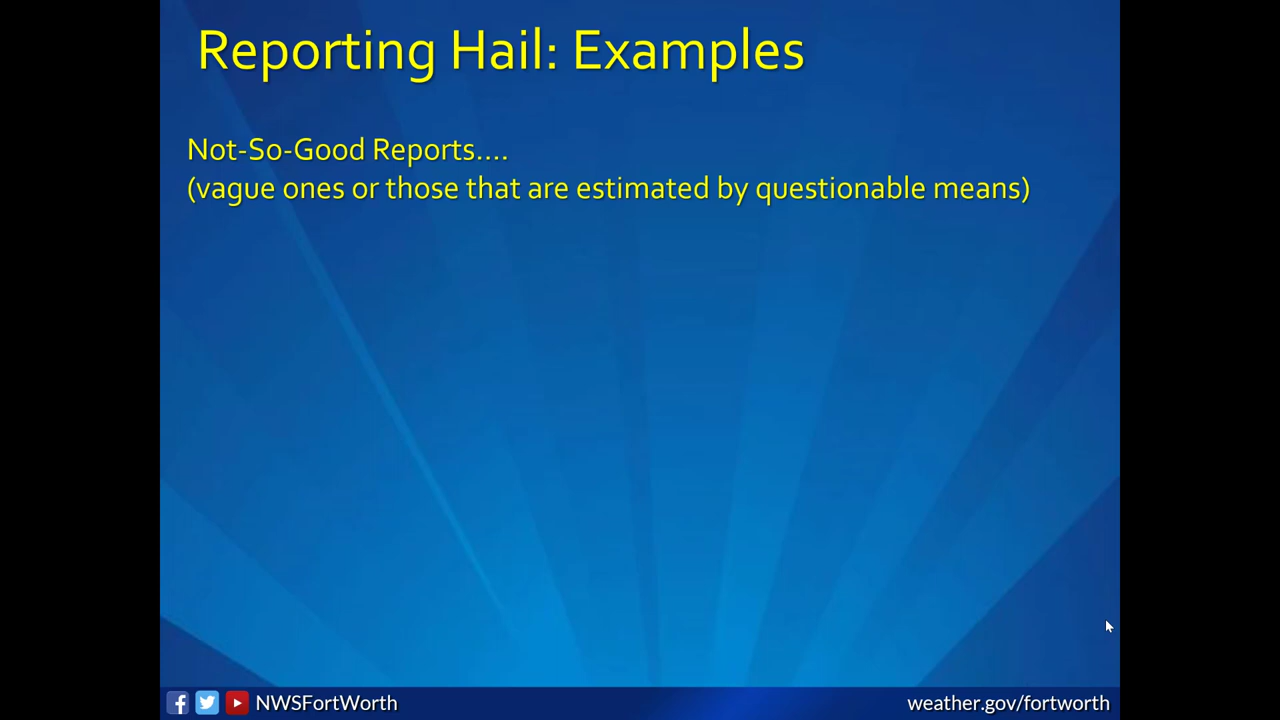 Reporting Hail: Examples
Not-So-Good Reports....
(vague ones or those that are estimated by questionable means)
NWSFortWorth
weather.gov/fortworth